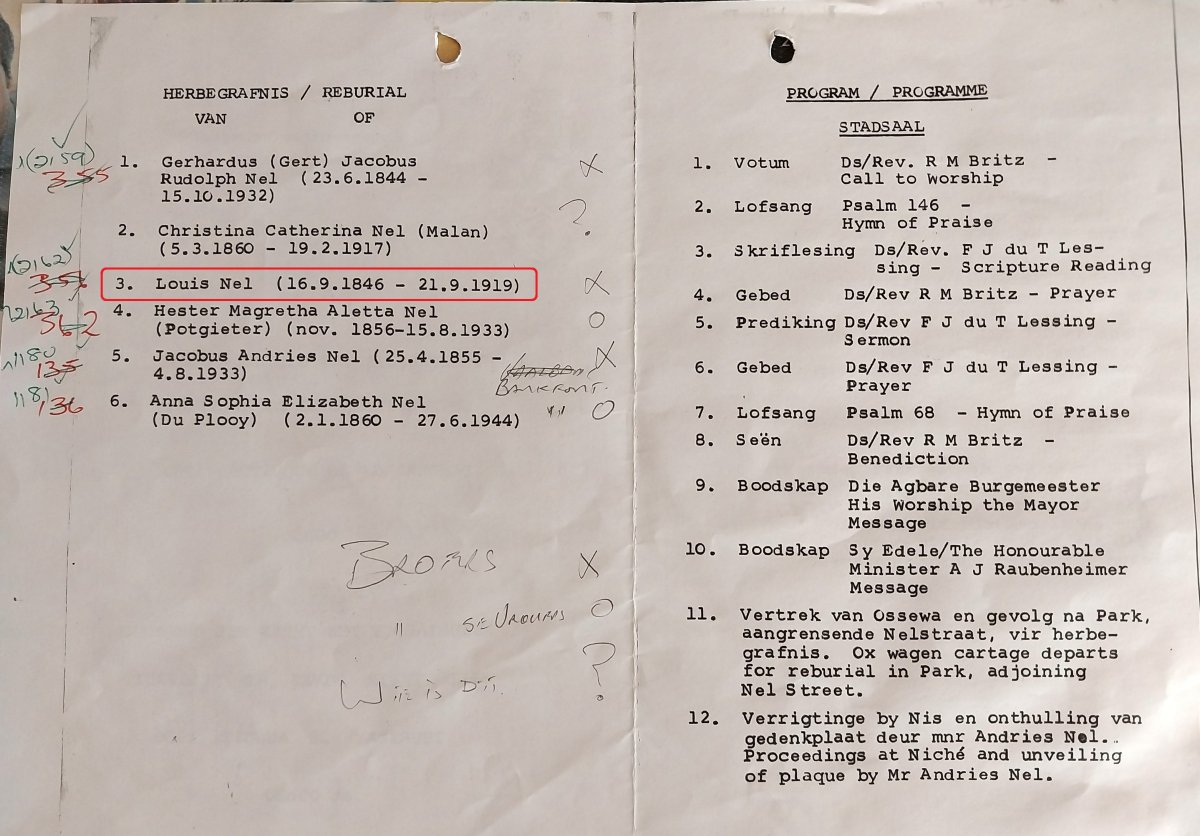 HERBEGRAFNIS / REBURIAL
VAN OF
1. Gerhardus (Gert) Jacobus
Rudolph Nel (23.6.1844 -
15.10.1932)
X
2. Christina Catherina Nel (Malan)
(5.3.1860 - 19.2.1917)
?
3. Louis Nel (16.9.1846 - 21.9.1919)
X
4. Hester Magretha Aletta Nel
(Potgieter) (nov. 1856-15.8.1933)
O
5. Jacobus Andries Nel (25.4.1855 -
4.8.1933)
X
6. Anna Sophia Elizabeth Nel
(Du Plooy) (2.1.1860 - 27.6.1944)
" O
136
BROERS X
" SE VROUENS O
WIE IS DIT. ?
PROGRAM / PROGRAMME
STADSAAL
1. Votum Ds/Rev. R M Britz -
Call to Worship
2. Lofsang Psalm 146 -
Hymn of Praise
3. Skriflesing Ds/Rev. F J du T Les-
sing - Scripture Reading
4. Gebed Ds/Rev R M Britz - Prayer
5. Prediking Ds/Rev F J du T Lessing -
Sermon
6. Gebed Ds/Rev F J du T Lessing -
Prayer
7. Lofsang Psalm 68 - Hymn of Praise
8. Seën Ds/Rev R M Britz -
Benediction
9. Boodskap Die Agbare Burgemeester
His Worship the Mayor
Message
10. Boodskap Sy Edele/The Honourable
Minister A J Raubenheimer
Message
11. Vertrek van Ossewa en gevolg na Park,
aangrensende Nelstraat, vir herbe-
grafnis. Ox wagen cartage departs
for reburial in Park, adjoining
Nel Street.
12. Verrigtinge by Nis en onthulling van
gedenkplaat deur mnr Andries Nel..
Proceedings at Niché and unveiling
of plaque by Mr Andries Nel.